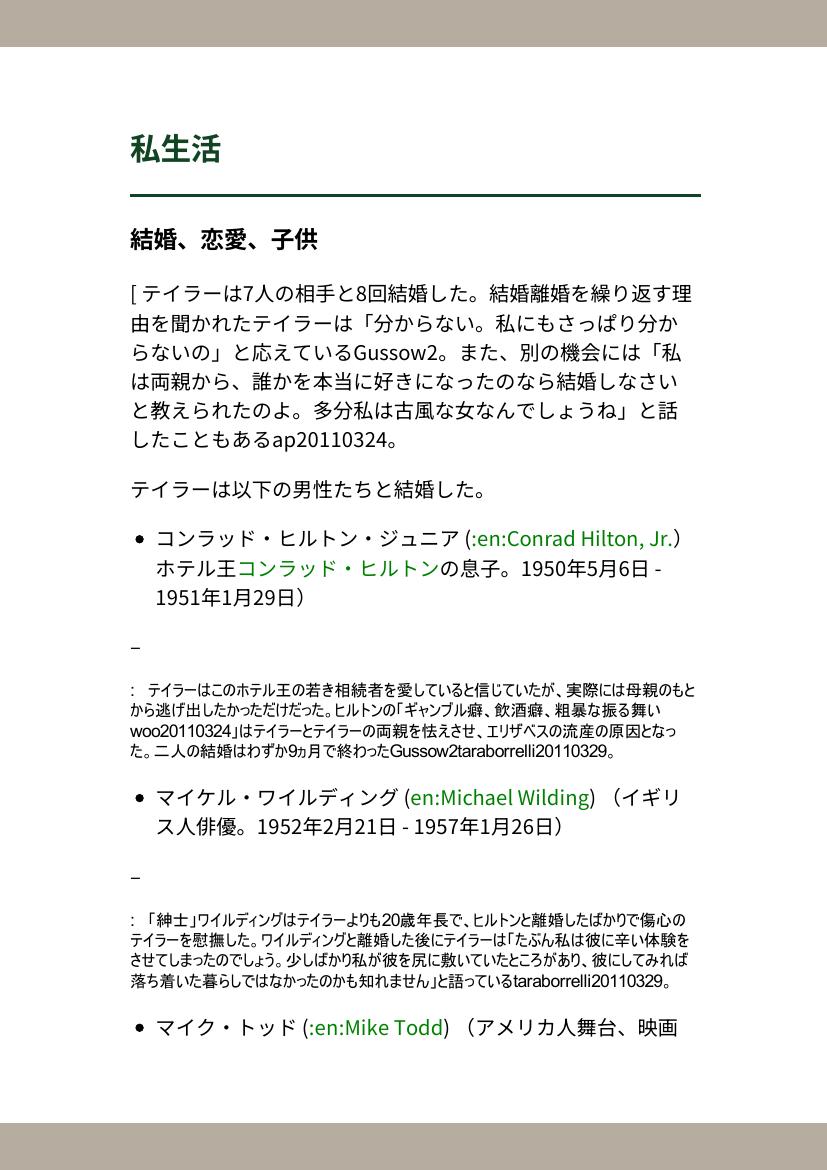 私生活
結婚、恋愛、子供
[ テイラーは7人の相手と8回結婚した。結婚離婚を繰り返す理
由を聞かれたテイラーは「分からない。私にもさっぱり分か
らないの」と応えているGussow2。また、別の機会には「私
は両親から、誰かを本当に好きになったのなら結婚しなさい
と教えられたのよ。多分私は古風な女なんでしょうね」と話
したこともあるap20110324。
テイラーは以下の男性たちと結婚した。
• コンラッド・ヒルトン・ジュニア (:en:Conrad Hilton, Jr.）
ホテル王コンラッド・ヒルトンの息子。1950年5月6日 -
1951年1月29日）
–
:　テイラーはこのホテル王の若き相続者を愛していると信じていたが、実際には母親のもと
から逃げ出したかっただけだった。ヒルトンの「ギャンブル癖、飲酒癖、粗暴な振る舞い
woo20110324」はテイラーとテイラーの両親を怯えさせ、エリザベスの流産の原因となっ
た。二人の結婚はわずか9ヵ月で終わったGussow2taraborrelli20110329。
• マイケル・ワイルディング (en:Michael Wilding) （イギリ
ス人俳優。1952年2月21日 - 1957年1月26日）
–
:　「紳士」ワイルディングはテイラーよりも20歳年長で、ヒルトンと離婚したばかりで傷心の
テイラーを慰撫した。ワイルディングと離婚した後にテイラーは「たぶん私は彼に辛い体験を
させてしまったのでしょう。少しばかり私が彼を尻に敷いていたところがあり、彼にしてみれば
落ち着いた暮らしではなかったのかも知れません」と語っているtaraborrelli20110329。
• マイク・トッド (:en:Mike Todd) （アメリカ人舞台、映画